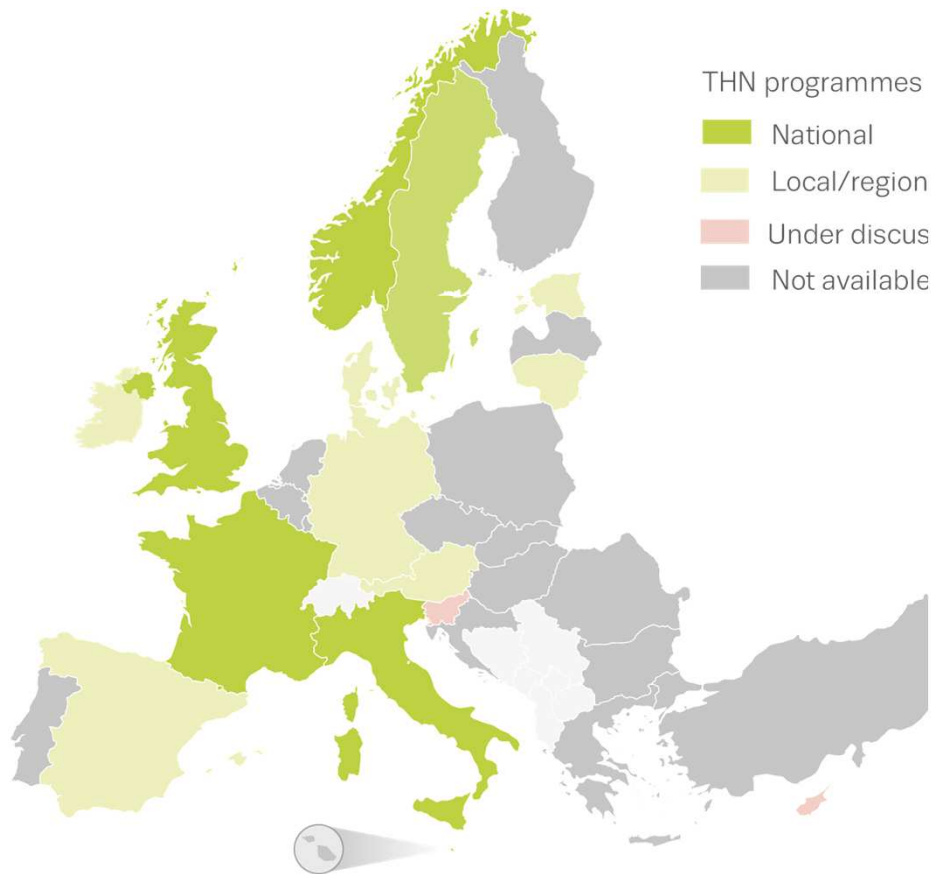 THN programmes
National
Local/region
Under discus
Not available